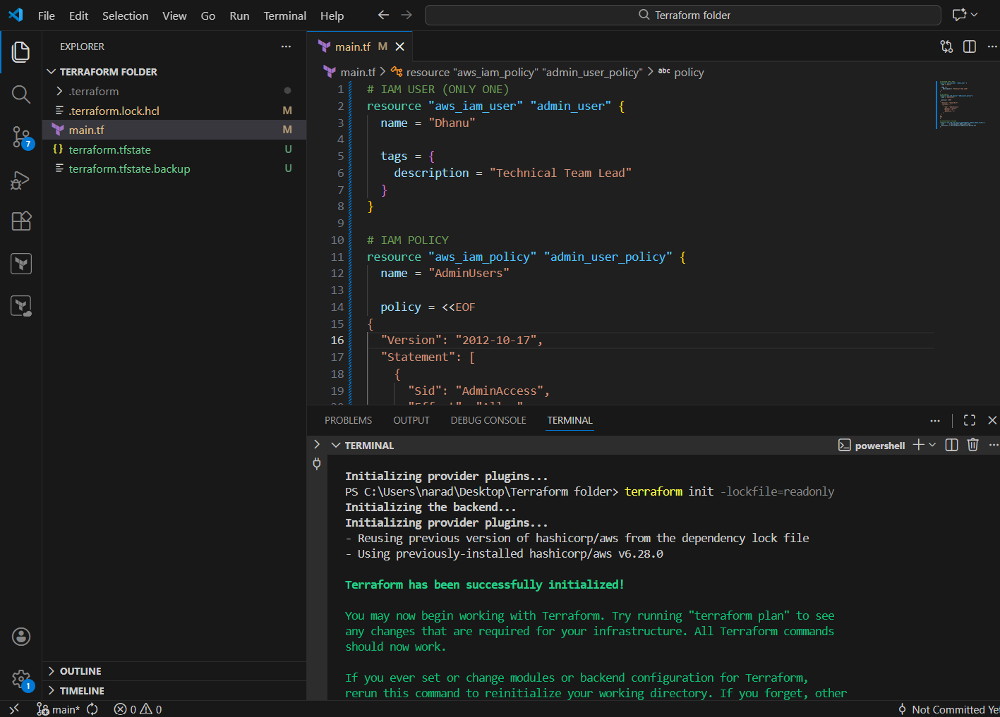 File Edit Selection View Go Run Terminal Help
Terraform folder
EXPLORER
TERRAFORM FOLDER
.terraform
.terraform.lock.hcl M
main.tf M
{} terraform.tfstate U
terraform.tfstate.backup U
7
OUTLINE
TIMELINE
1
main.tf M
main.tf > resource "aws_iam_policy" "admin_user_policy" > abc policy
1 # IAM USER (ONLY ONE)
2 resource "aws_iam_user" "admin_user" {
3 name = "Dhanu"
4
5 tags = {
6 description = "Technical Team Lead"
7 }
8 }
9
10 # IAM POLICY
11 resource "aws_iam_policy" "admin_user_policy" {
12 name = "AdminUsers"
13
14 policy = <<EOF
15 {
16 "Version": "2012-10-17",
17 "Statement": [
18 {
19 "Sid": "AdminAccess",
PROBLEMS OUTPUT DEBUG CONSOLE TERMINAL
TERMINAL
powershell
Initializing provider plugins...
PS C:\Users\narad\Desktop\Terraform folder> terraform init -lockfile=readonly
Initializing the backend...
Initializing provider plugins...
- Reusing previous version of hashicorp/aws from the dependency lock file
- Using previously-installed hashicorp/aws v6.28.0
Terraform has been successfully initialized!
You may now begin working with Terraform. Try running "terraform plan" to see
any changes that are required for your infrastructure. All Terraform commands
should now work.
If you ever set or change modules or backend configuration for Terraform,
rerun this command to reinitialize your working directory. If you forget, other
main* 0 0
Not Committed Ye